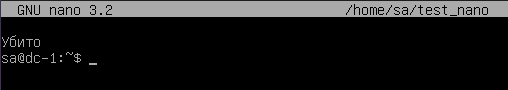 GNU nano 3.2 /home/sa/test_nano
Убито
sa@dc-1:~$ _